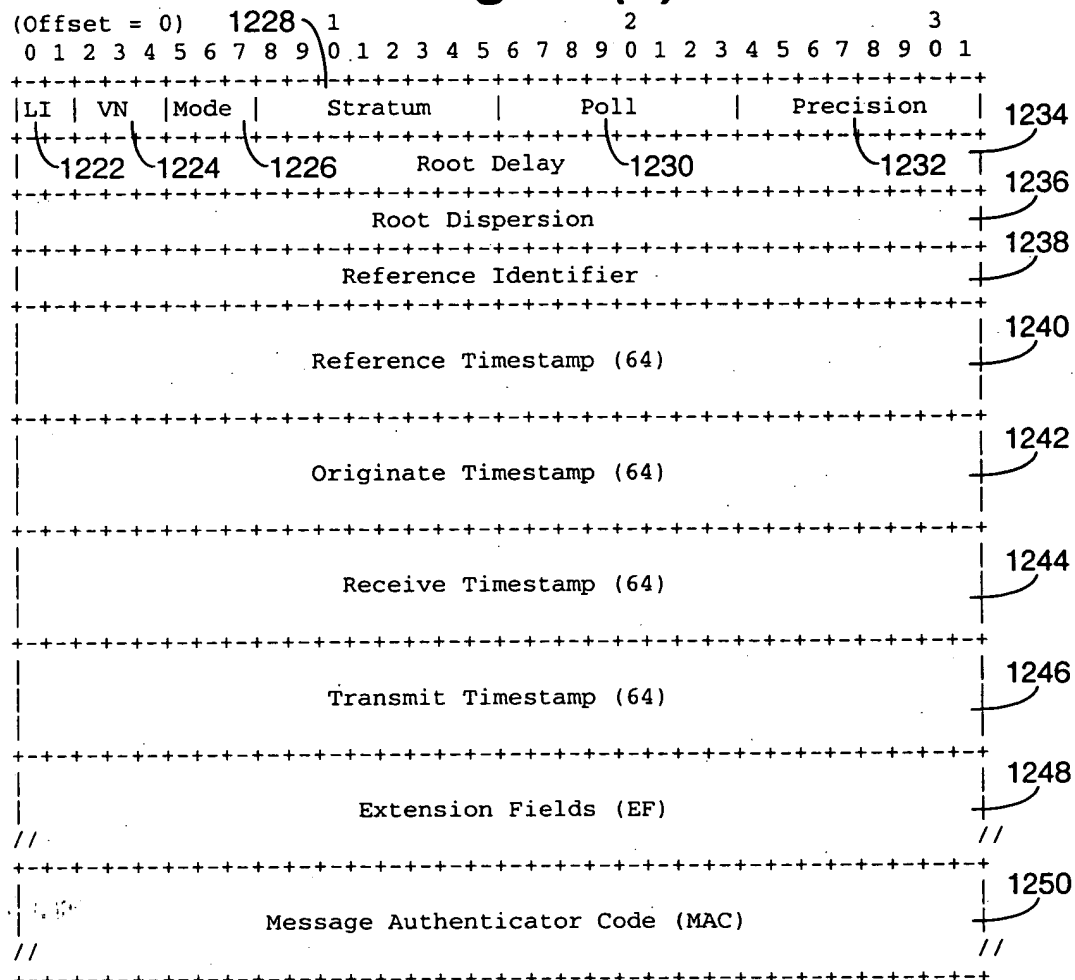 (Offset = 0) 1228 1 2 3
0 1 2 3 4 5 6 7 8 9 0 1 2 3 4 5 6 7 8 9 0 1 2 3 4 5 6 7 8 9 0 1
+-+-+-+-+-+-+-+-+-+-+-+-+-+-+-+-+-+-+-+-+-+-+-+-+-+-+-+-+-+-+-+-+
|LI | VN |Mode | Stratum | Poll | Precision |
+-+-+-+-+-+-+-+-+-+-+-+-+-+-+-+-+-+-+-+-+-+-+-+-+-+-+-+-+-+-+-+-+ 1234
| 1222 1224 1226 Root Delay 1230 1232
+-+-+-+-+-+-+-+-+-+-+-+-+-+-+-+-+-+-+-+-+-+-+-+-+-+-+-+-+-+-+-+-+ 1236
| Root Dispersion
+-+-+-+-+-+-+-+-+-+-+-+-+-+-+-+-+-+-+-+-+-+-+-+-+-+-+-+-+-+-+-+-+ 1238
| Reference Identifier
+-+-+-+-+-+-+-+-+-+-+-+-+-+-+-+-+-+-+-+-+-+-+-+-+-+-+-+-+-+-+-+-+
| | 1240
| Reference Timestamp (64) |
| |
+-+-+-+-+-+-+-+-+-+-+-+-+-+-+-+-+-+-+-+-+-+-+-+-+-+-+-+-+-+-+-+-+
| | 1242
| Originate Timestamp (64) |
| |
+-+-+-+-+-+-+-+-+-+-+-+-+-+-+-+-+-+-+-+-+-+-+-+-+-+-+-+-+-+-+-+-+
| | 1244
| Receive Timestamp (64) |
| |
+-+-+-+-+-+-+-+-+-+-+-+-+-+-+-+-+-+-+-+-+-+-+-+-+-+-+-+-+-+-+-+-+
| | 1246
| Transmit Timestamp (64) |
| |
+-+-+-+-+-+-+-+-+-+-+-+-+-+-+-+-+-+-+-+-+-+-+-+-+-+-+-+-+-+-+-+-+
| | 1248
| Extension Fields (EF) |
// //
+-+-+-+-+-+-+-+-+-+-+-+-+-+-+-+-+-+-+-+-+-+-+-+-+-+-+-+-+-+-+-+-+
| | 1250
| Message Authenticator Code (MAC) |
// //
+-+-+-+-+-+-+-+-+-+-+-+-+-+-+-+-+-+-+-+-+-+-+-+-+-+-+-+-+-+-+-+-+